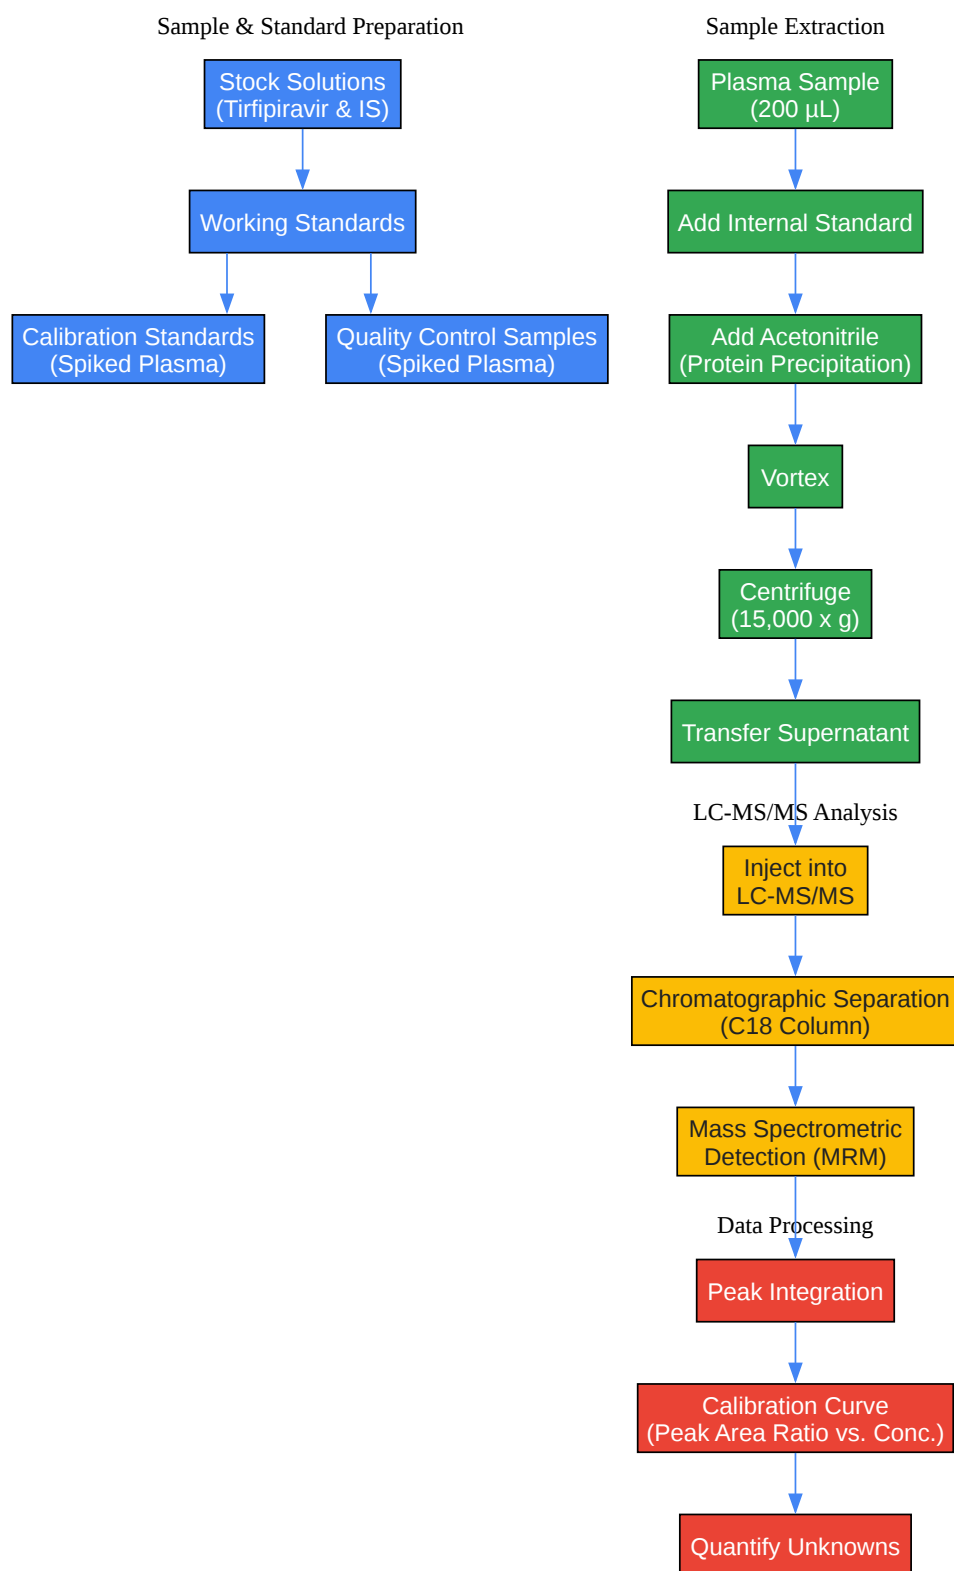 Sample & Standard Preparation
Stock Solutions
(Tirfipiravir & IS)
Working Standards
Calibration Standards
(Spiked Plasma)
Quality Control Samples
(Spiked Plasma)
Sample Extraction
Plasma Sample
(200 µL)
Add Internal Standard
Add Acetonitrile
(Protein Precipitation)
Vortex
Centrifuge
(15,000 x g)
Transfer Supernatant
LC-MS/MS Analysis
Inject into
LC-MS/MS
Chromatographic Separation
(C18 Column)
Mass Spectrometric
Detection (MRM)
Data Processing
Peak Integration
Calibration Curve
(Peak Area Ratio vs. Conc.)
Quantify Unknowns